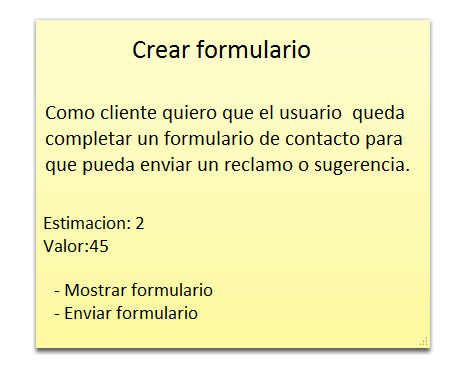 Crear formulario
Como cliente quiero que el usuario queda
completar un formulario de contacto para
que pueda enviar un reclamo o sugerencia.
Estimacion: 2
Valor:45
- Mostrar formulario
- Enviar formulario